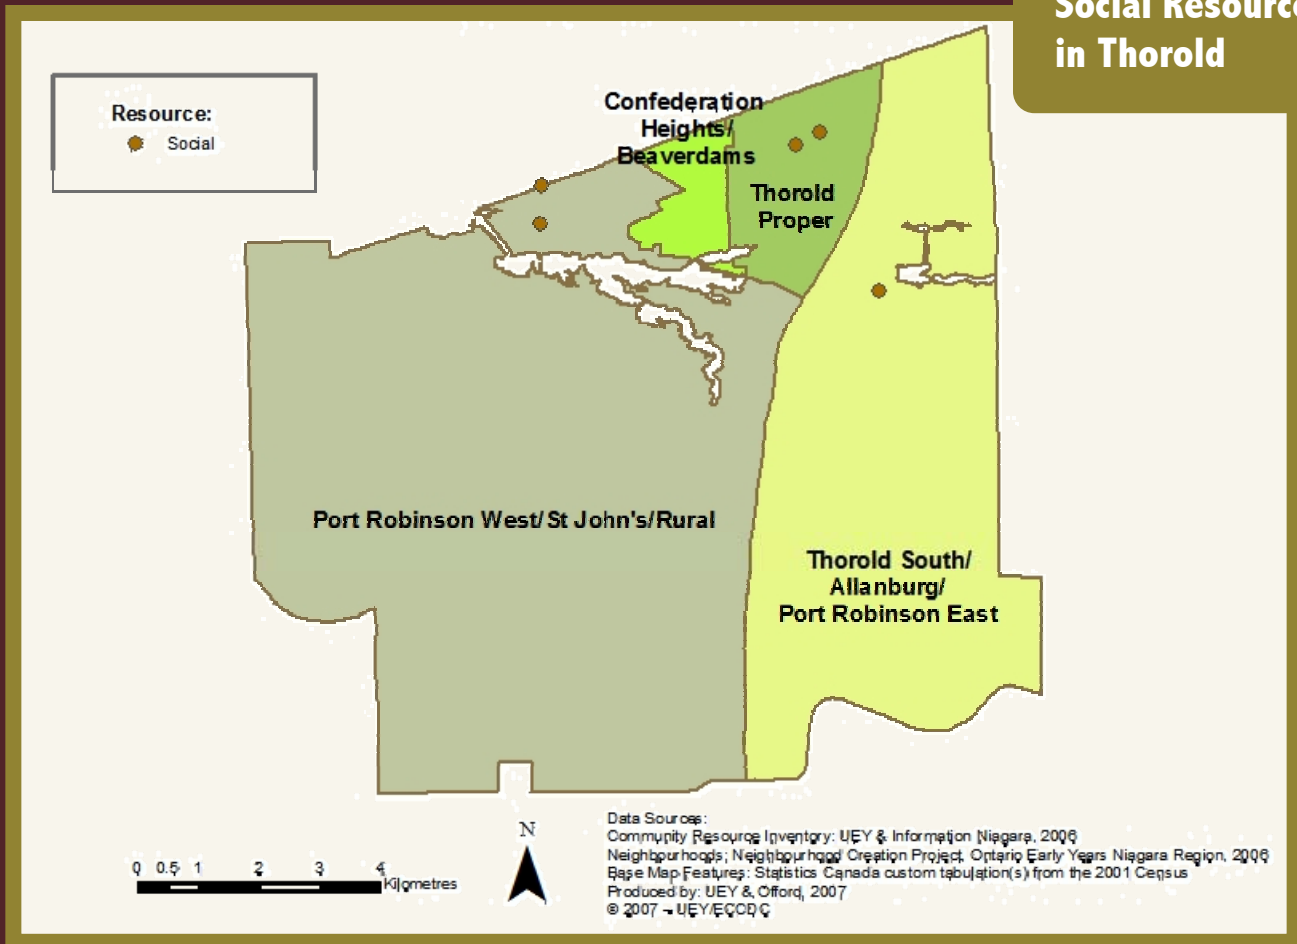 Social Resource
in Thorold
Resource:
Social
Confederation
Heights/
Beaverdams
Thorold
Proper
Port Robinson West/St John's/Rural
Thorold South/
Allanburg/
Port Robinson East
N
0 0.5 1 2 3 4
Kilometres
Data Sources:
Community Resource Inventory: UEY & Information Niagara, 2006
Neighbourhoods; Neighbourhood Creation Project, Ontario Early Years Niagara Region, 2006
Base Map Features: Statistics Canada custom tabulation(s) from the 2001 Census
Produced by: UEY & Offord, 2007
© 2007 – UEY/ECCDC